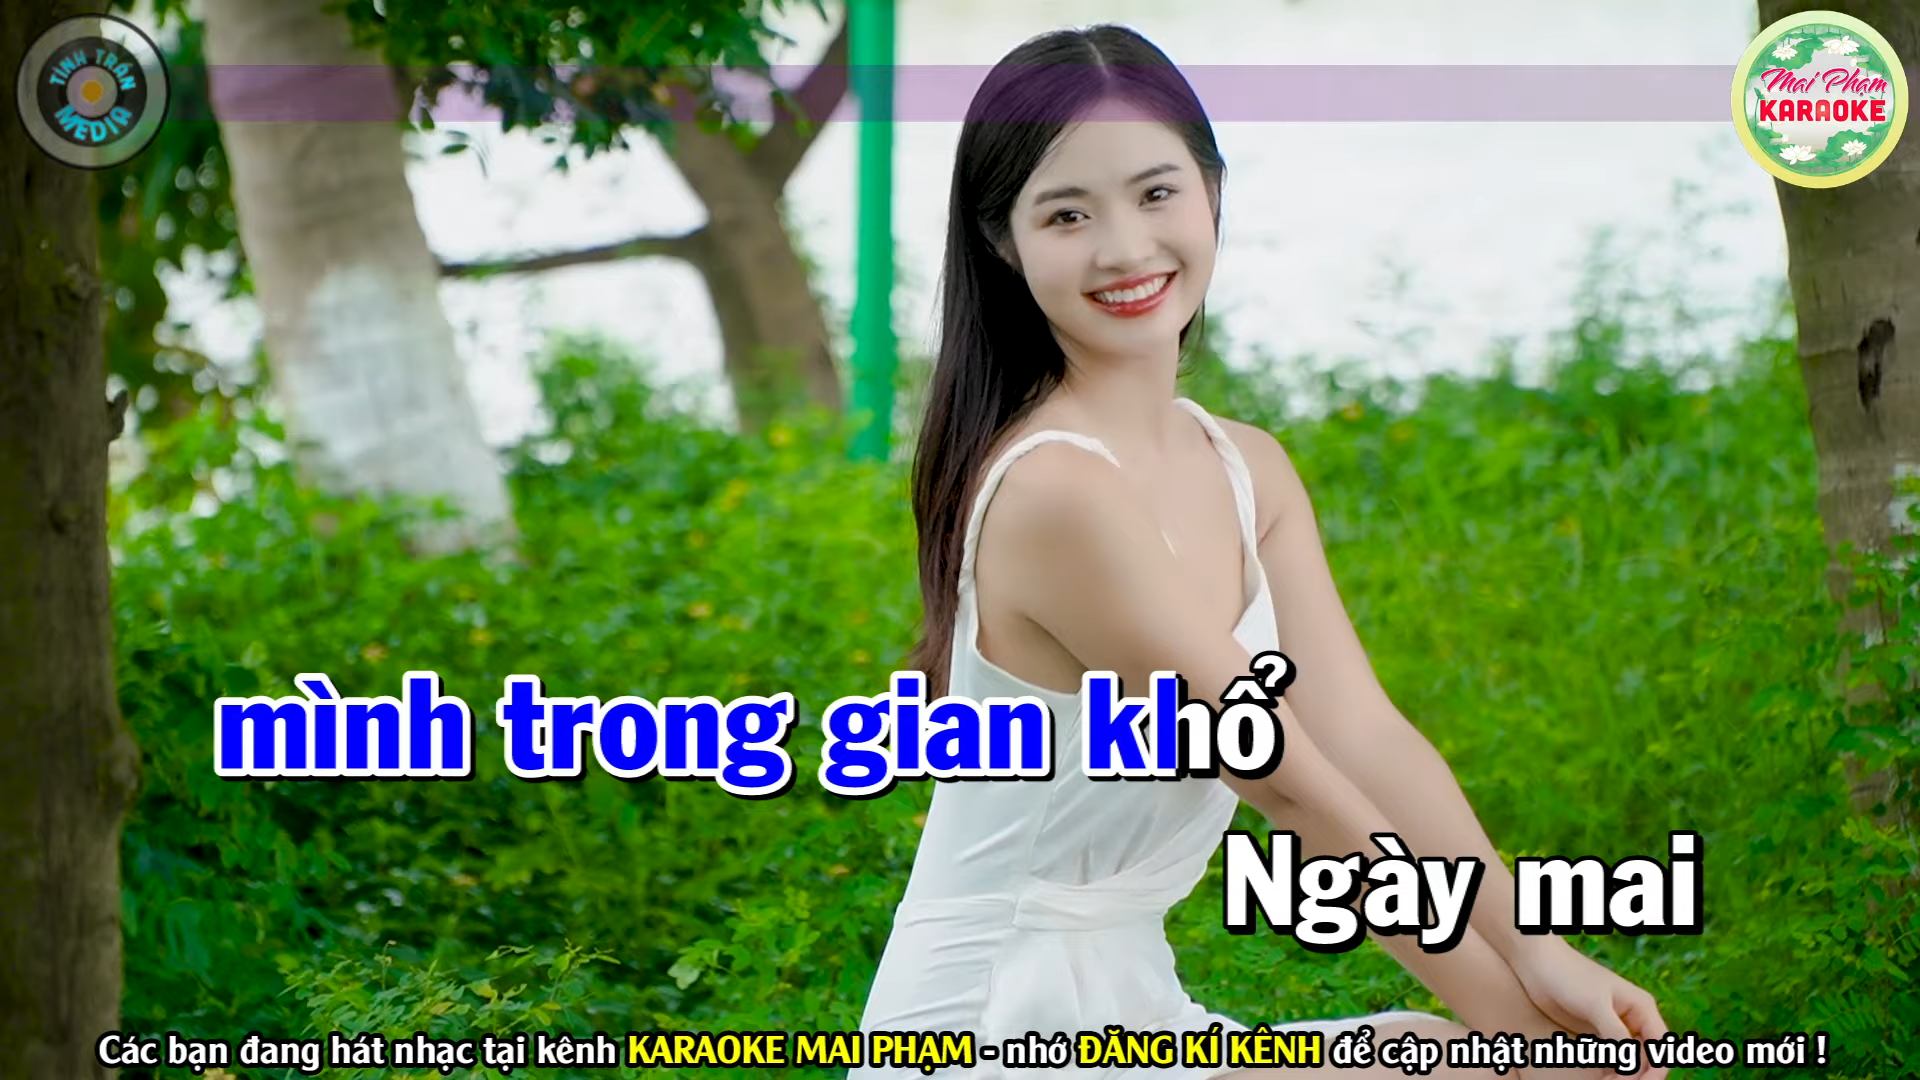 TÌNH TRẦN
MEDIA
Mai Phạm
KARAOKE
mình trong gian khổ
Ngày mai
Các bạn đang hát nhạc tại kênh KARAOKE MAI PHẠM - nhớ ĐĂNG KÍ KÊNH để cập nhật những video mới !